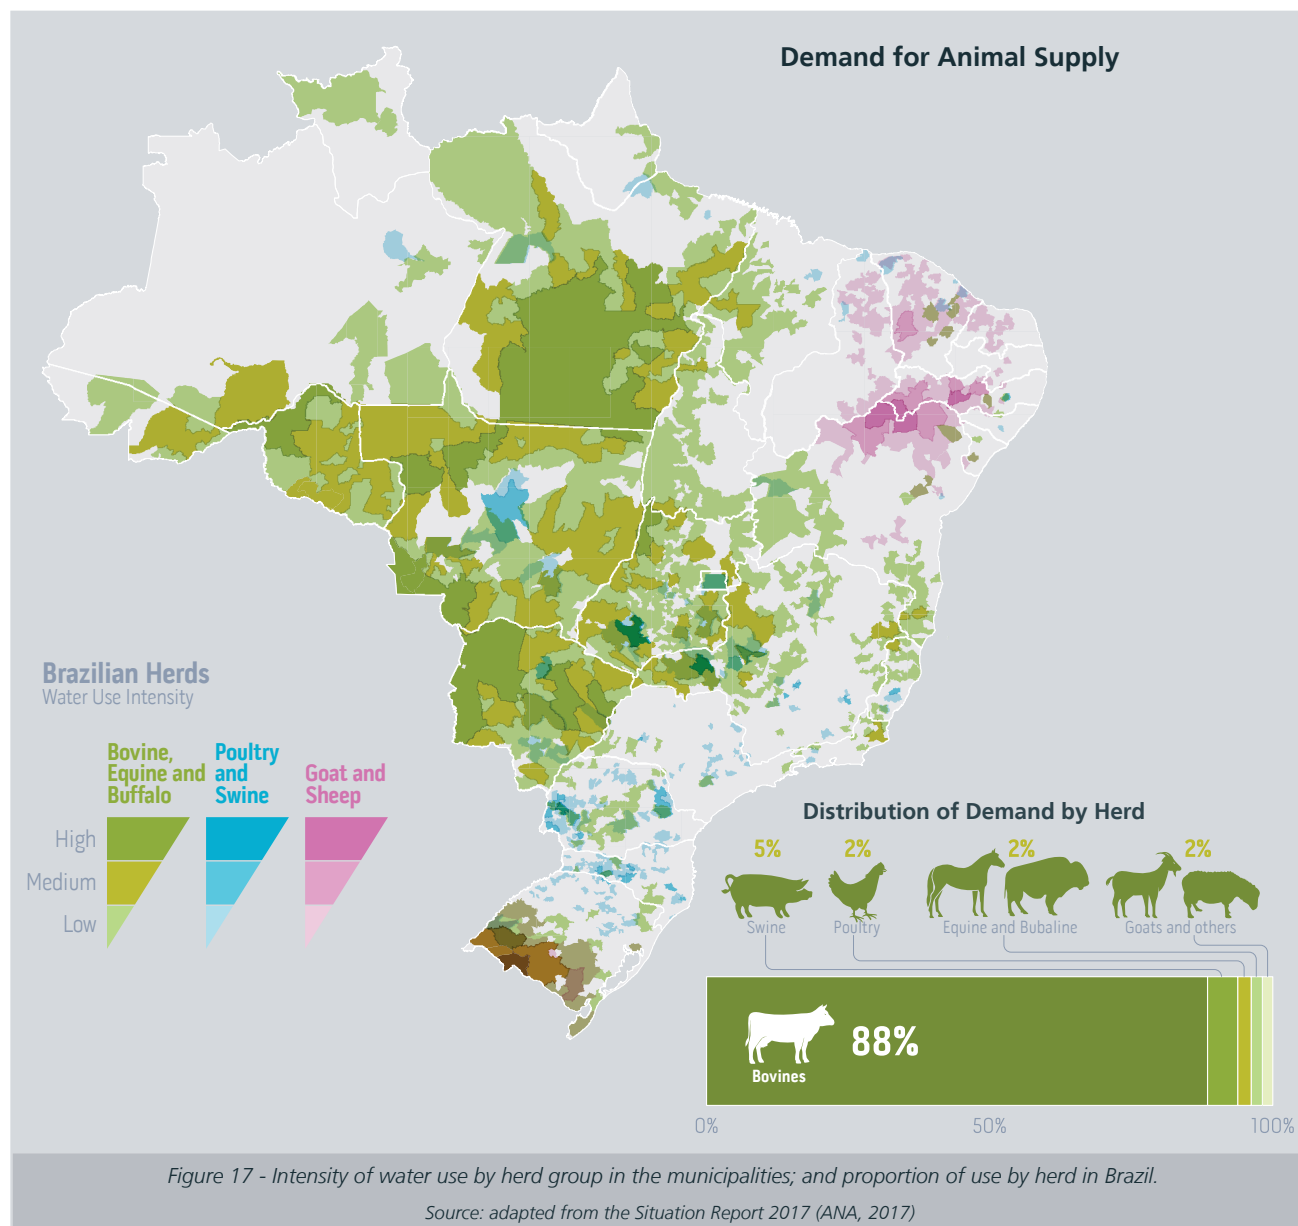 Demand for Animal Supply
Brazilian Herds
Water Use Intensity
Bovine,
Equine and
Buffalo
Poultry
and
Swine
Goat and
Sheep
High
Medium
Low
Distribution of Demand by Herd
5%
2%
2%
2%
Swine
Poultry
Equine and Bubaline
Goats and others
88%
Bovines
0%
50%
100%
Figure 17 - Intensity of water use by herd group in the municipalities; and proportion of use by herd in Brazil.
Source: adapted from the Situation Report 2017 (ANA, 2017)